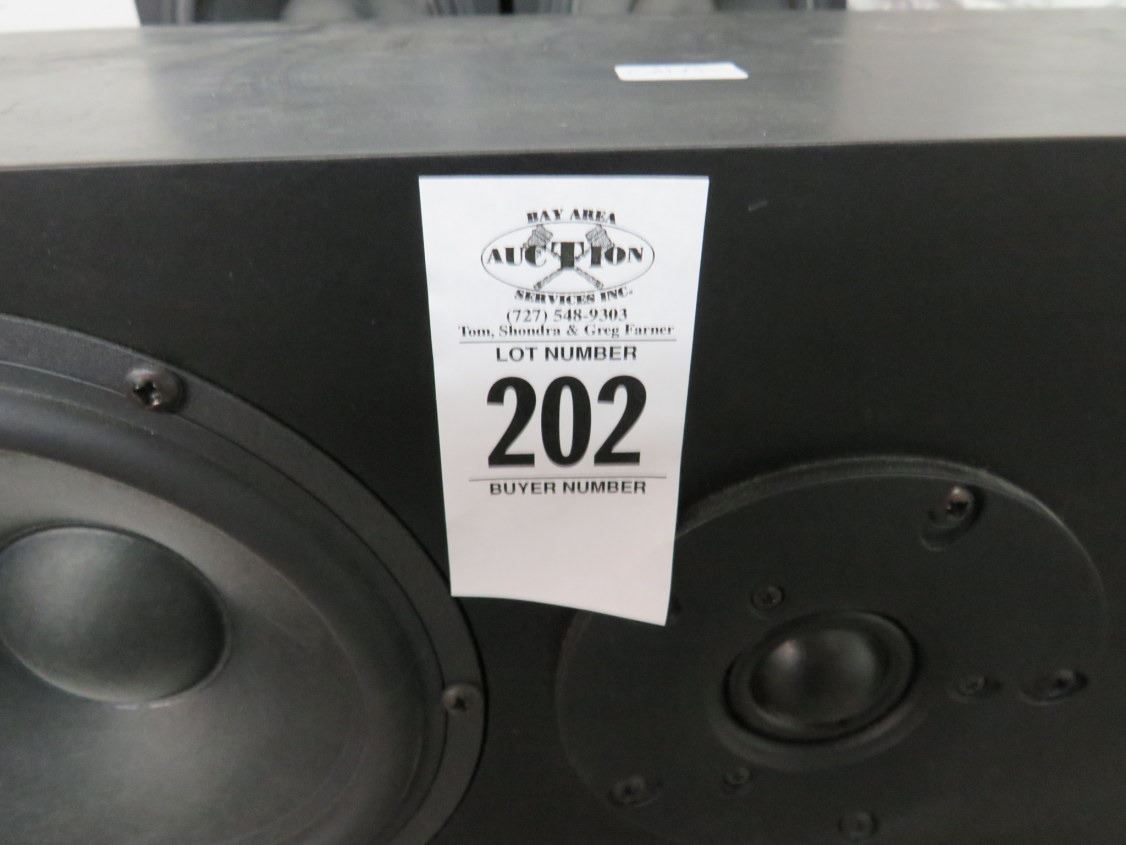 BAY AREA
AUCTION
SERVICES INC.
(727) 548-9303
Tom, Shondra & Greg Farner
LOT NUMBER
202
BUYER NUMBER